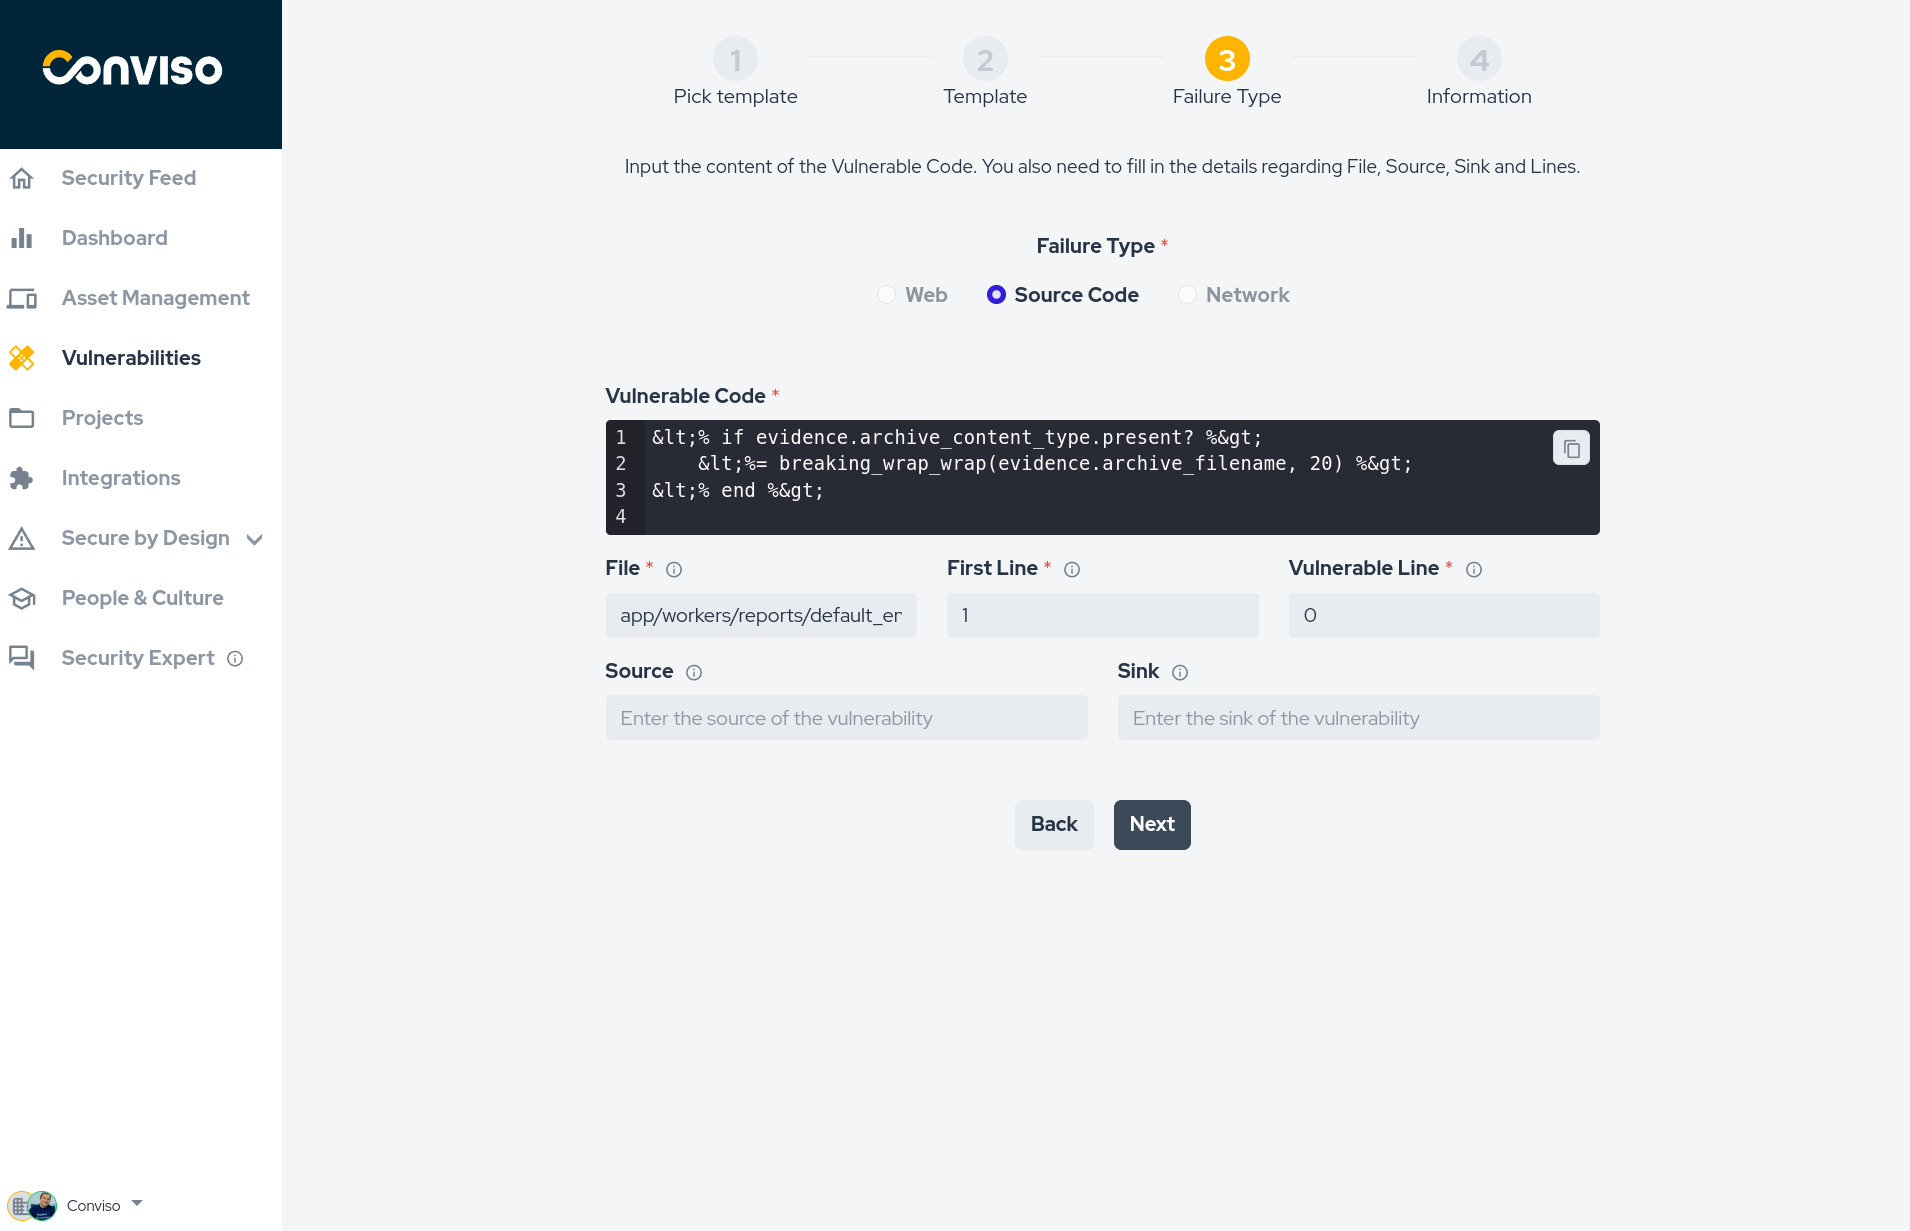 Conviso
Security Feed
Dashboard
Asset Management
Vulnerabilities
Projects
Integrations
Secure by Design
People & Culture
Security Expert
Conviso
1
2
3
4
Pick template
Template
Failure Type
Information
Input the content of the Vulnerable Code. You also need to fill in the details regarding File, Source, Sink and Lines.
Failure Type *
Web
Source Code
Network
Vulnerable Code *
1 &lt;% if evidence.archive_content_type.present? %&gt;
2     &lt;%= breaking_wrap_wrap(evidence.archive_filename, 20) %&gt;
3 &lt;% end %&gt;
4
File *
First Line *
Vulnerable Line *
app/workers/reports/default_er
1
0
Source
Sink
Enter the source of the vulnerability
Enter the sink of the vulnerability
Back
Next